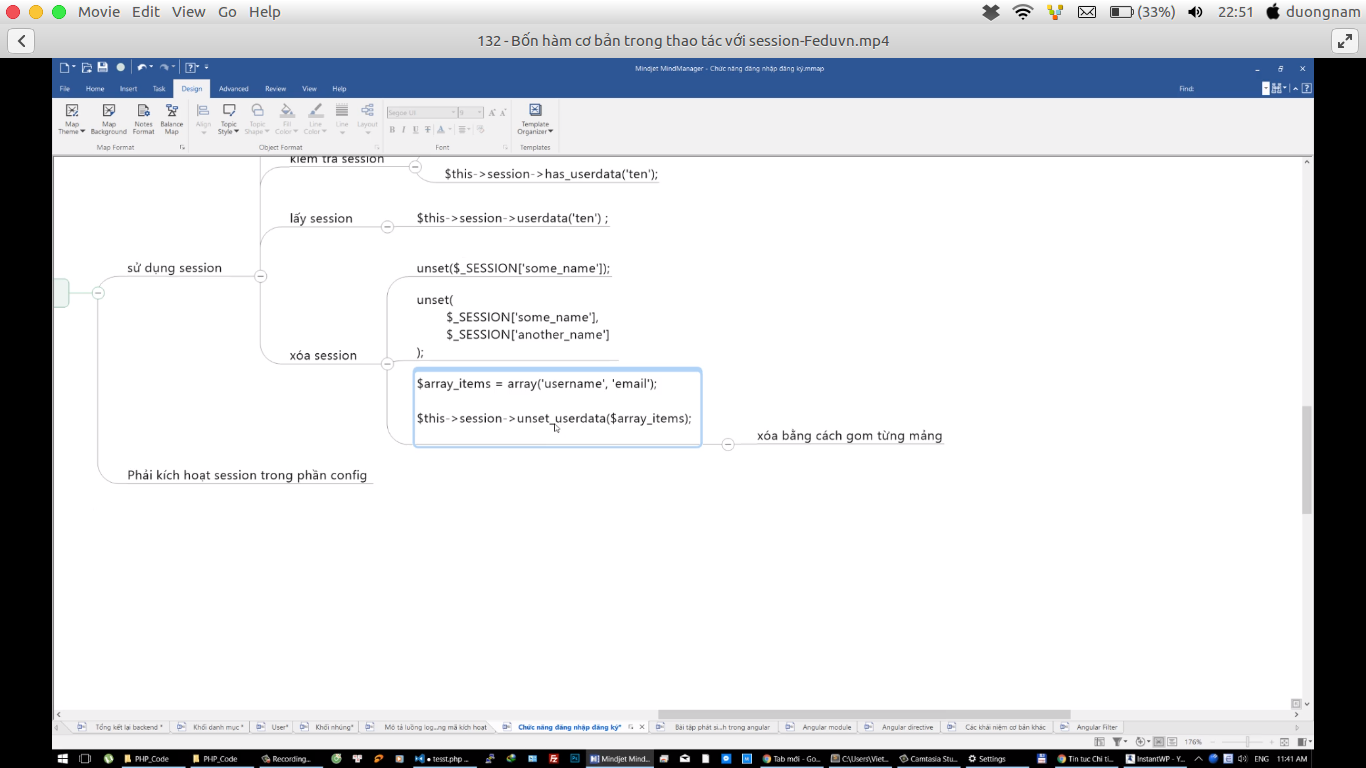 Movie Edit View Go Help (33%) 22:51 duongnam
132 - Bốn hàm cơ bản trong thao tác với session-Feduvn.mp4
Mindjet MindManager - Chức năng đăng nhập đăng ký.mmap
File Home Insert Task Design Advanced Review View Help Find:
Map Theme Map Background Notes Format Balance Map Align Topic Style Topic Shape Fill Color Line Color Line Layout Segoe UI 9 Template Organizer
B I U T A
Map Format Object Format Font Templates
kiểm tra session
$this->session->has_userdata('ten');
lấy session
$this->session->userdata('ten') ;
sử dụng session
unset($_SESSION['some_name']);
unset(
$_SESSION['some_name'],
$_SESSION['another_name']
);
xóa session
$array_items = array('username', 'email');
$this->session->unset_userdata($array_items);
xóa bằng cách gom từng mảng
Phải kích hoạt session trong phần config
Tổng kết lại backend * Khối danh mục * User* Khối nhúng* Mô tả luồng log...ng mã kích hoạt Chức năng đăng nhập đăng ký* Bài tập phát si...h trong angular Angular module Angular directive Các khái niệm cơ bản khác Angular Filter
176%
PHP_Code PHP_Code Recording... tesst.php ... Mindjet Mind... Tab mới - Go... C:\Users\Viet... Camtasia Stu... Settings Tin tuc Chi ti... InstantWP - Y... ENG 11:41 AM